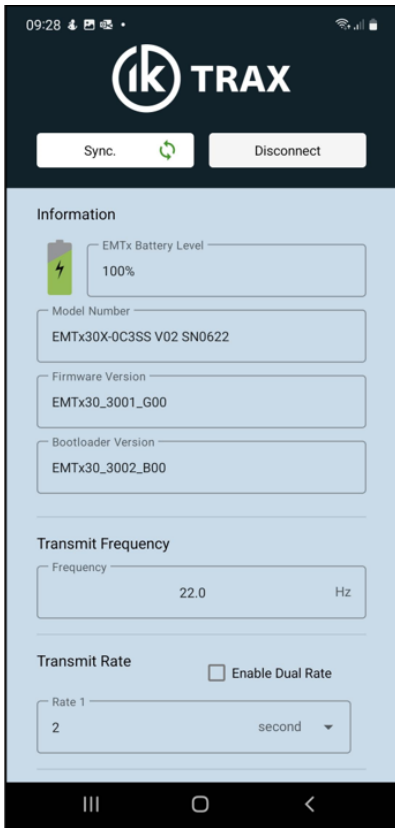 09:28
ik TRAX
Sync.
Disconnect
Information
EMTx Battery Level
100%
Model Number
EMTx30X-0C3SS V02 SN0622
Firmware Version
EMTx30_3001_G00
Bootloader Version
EMTx30_3002_B00
Transmit Frequency
Frequency
22.0 Hz
Transmit Rate
Enable Dual Rate
Rate 1
2 second